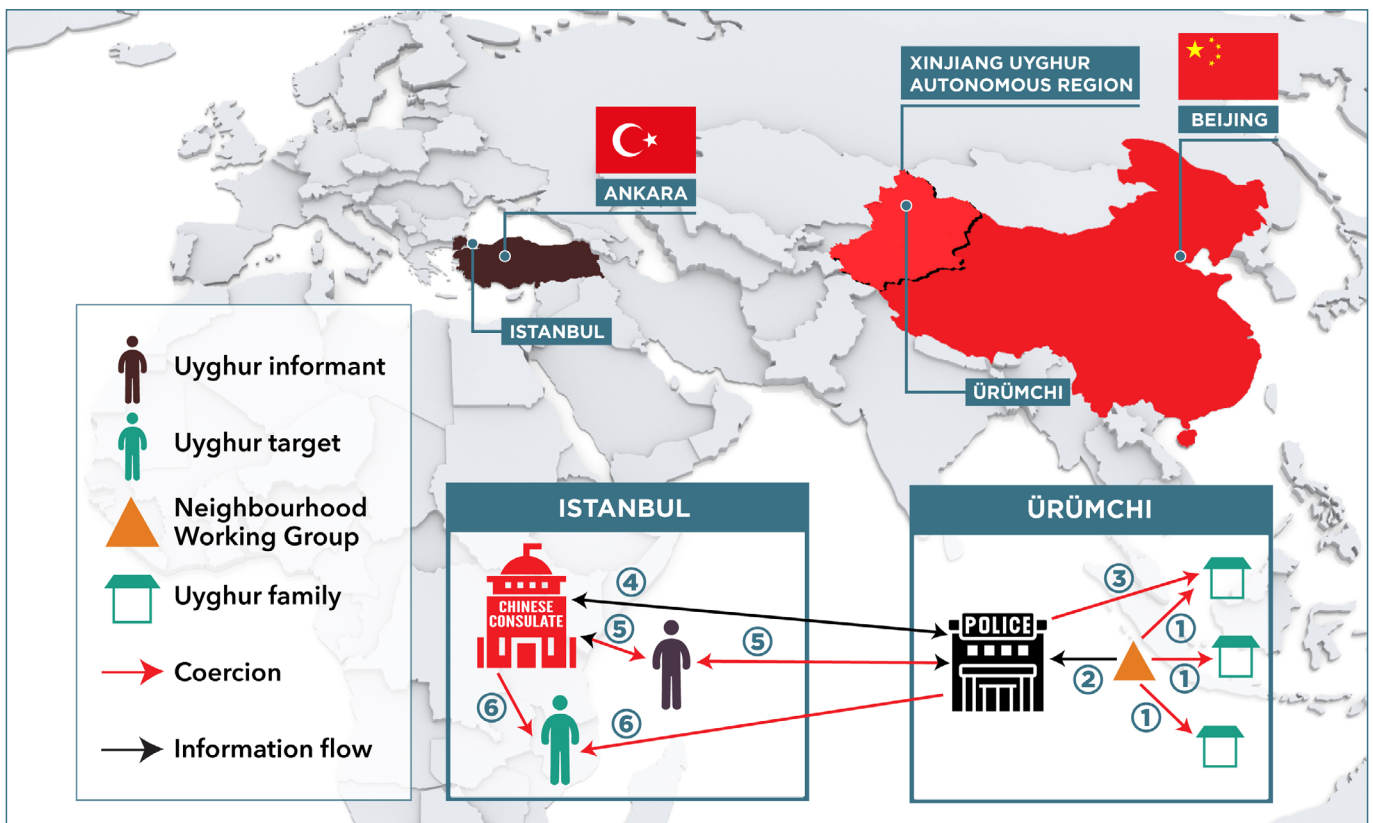 XINJIANG UYGHUR
AUTONOMOUS REGION
BEIJING
ANKARA
ISTANBUL
ÜRÜMCHI
Uyghur informant
Uyghur target
Neighbourhood
Working Group
Uyghur family
Coercion
Information flow
ISTANBUL
CHINESE
CONSULATE
4
5
5
6
6
ÜRÜMCHI
POLICE
3
1
2
1
1